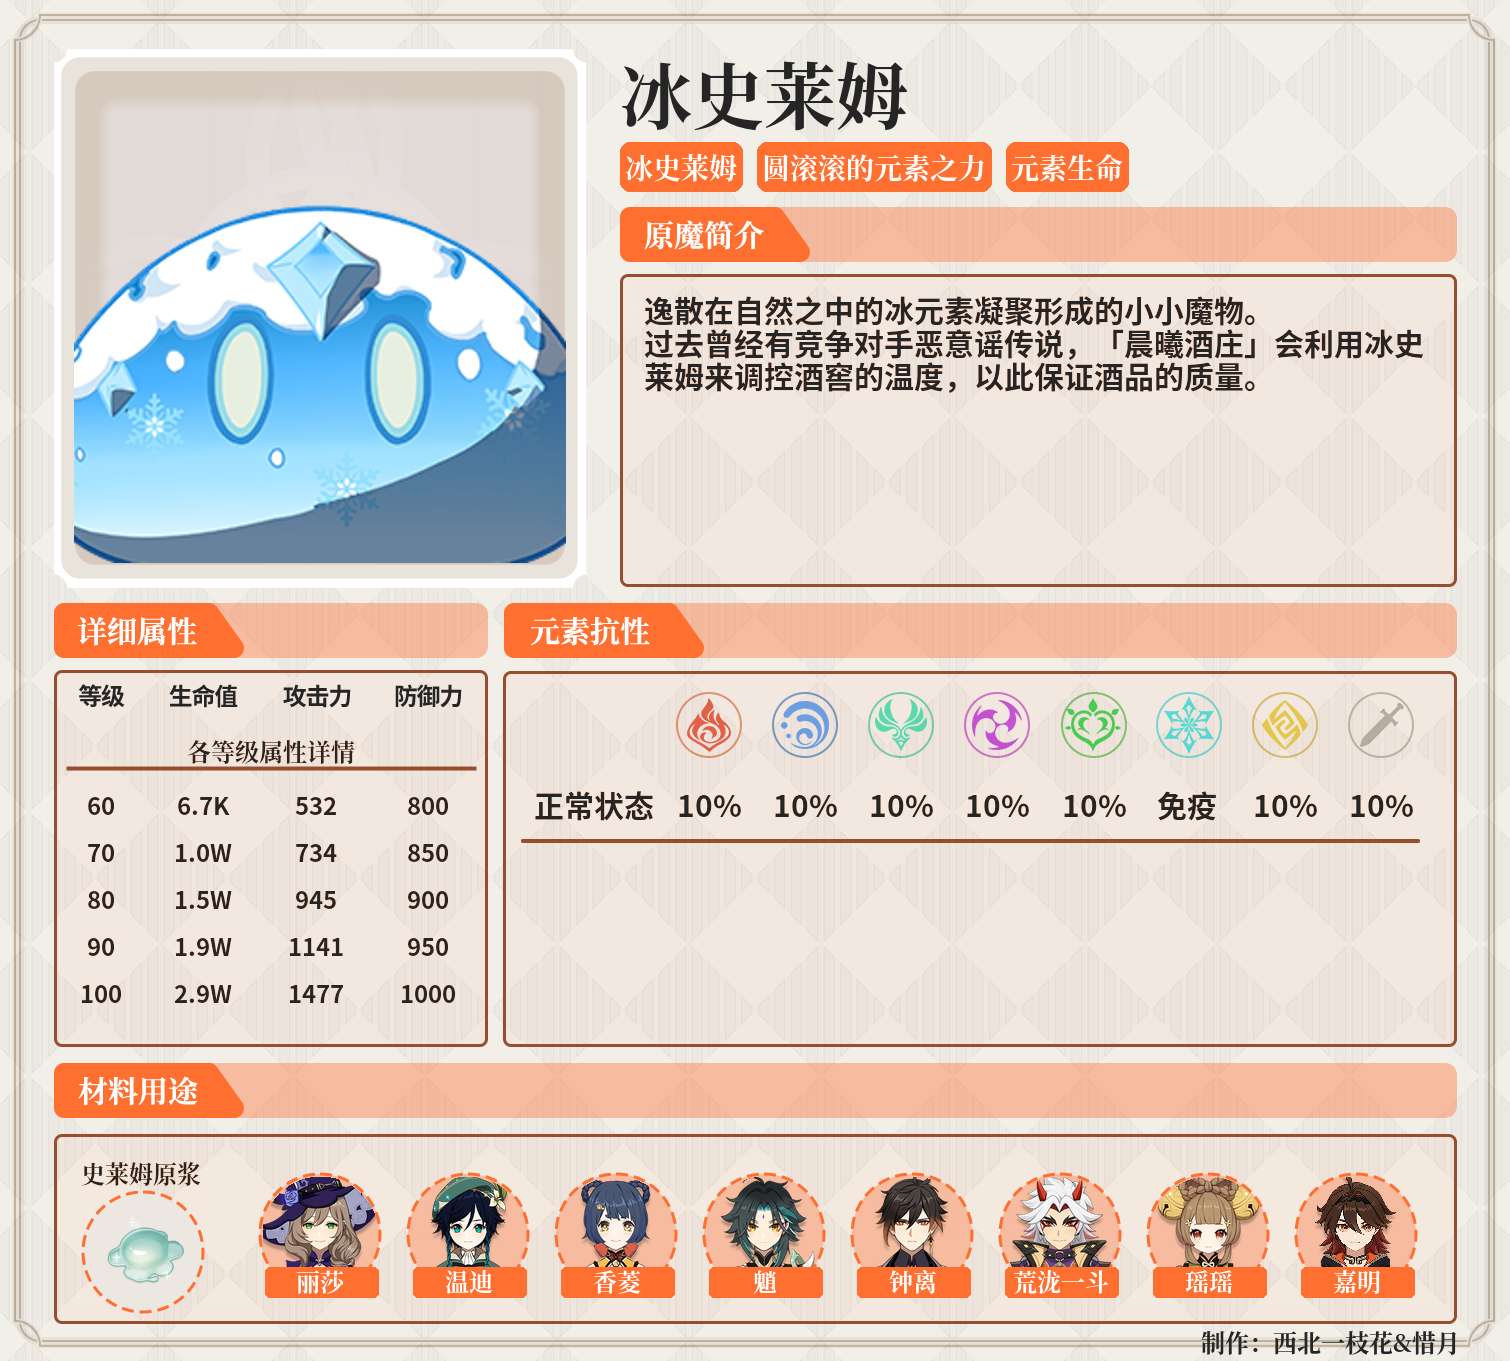 冰史莱姆
冰史莱姆 圆滚滚的元素之力 元素生命
原魔简介
逸散在自然之中的冰元素凝聚形成的小小魔物。
过去曾经有竞争对手恶意谣传说，「晨曦酒庄」会利用冰史
莱姆来调控酒窖的温度，以此保证酒品的质量。
详细属性
等级 生命值 攻击力 防御力
各等级属性详情
60 6.7K 532 800
70 1.0W 734 850
80 1.5W 945 900
90 1.9W 1141 950
100 2.9W 1477 1000
元素抗性
正常状态 10% 10% 10% 10% 10% 免疫 10% 10%
材料用途
史莱姆原浆
丽莎 温迪 香菱 魈 钟离 荒泷一斗 瑶瑶 嘉明
制作：西北一枝花&惜月